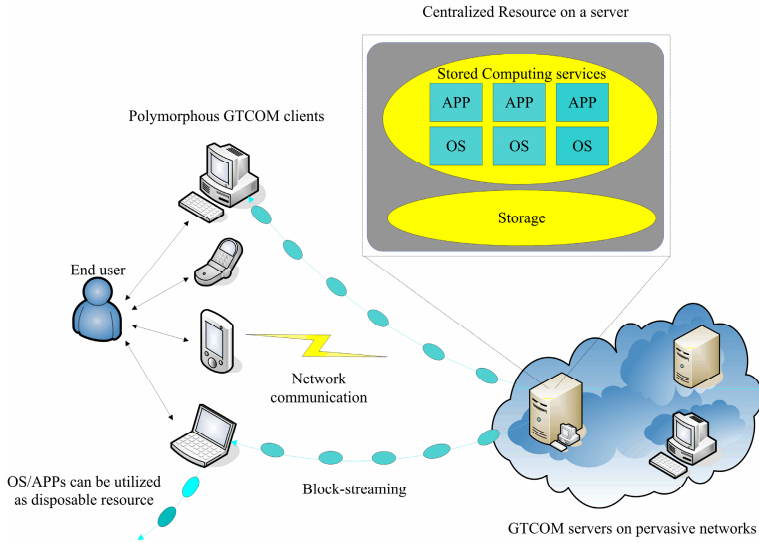 Centralized Resource on a server
Stored Computing services
APP APP APP
OS OS OS
Storage
Polymorphous GTCOM clients
End user
Network
communication
Block-streaming
OS/APPs can be utilized
as disposable resource
GTCOM servers on pervasive networks